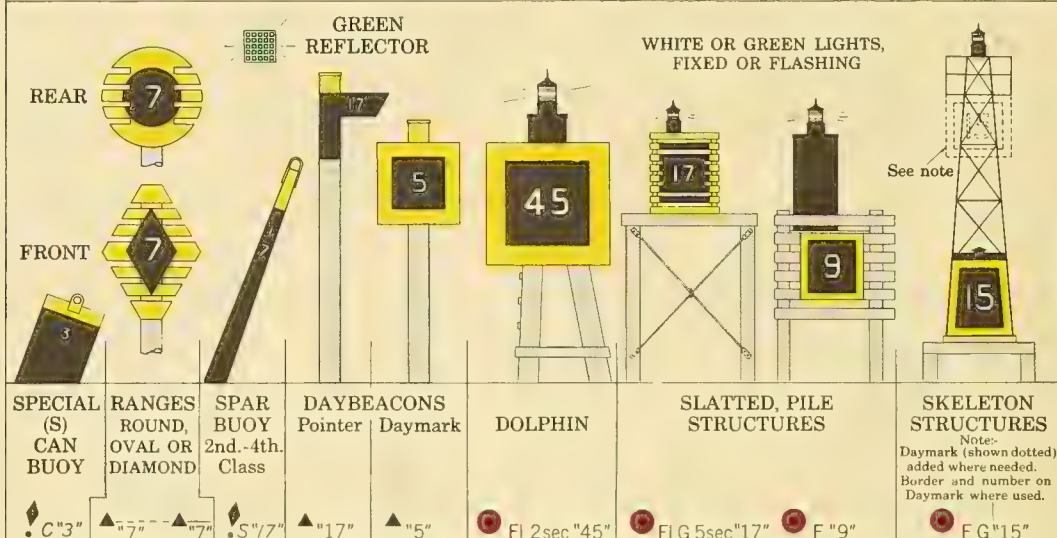 GREEN
REFLECTOR
WHITE OR GREEN LIGHTS,
FIXED OR FLASHING
REAR
7
17
5
45
17
9
See note
FRONT
7
3
17
15
SPECIAL
(S)
CAN
BUOY
RANGES
ROUND,
OVAL OR
DIAMOND
SPAR
BUOY
2nd.-4th.
Class
DAYBEACONS
Pointer
Daymark
DOLPHIN
SLATTED, PILE
STRUCTURES
SKELETON
STRUCTURES
Note:-
Daymark (shown dotted)
added where needed.
Border and number on
Daymark where used.
C "3"
"7"
"7"
S "17"
"17"
"5"
Fl 2sec "45"
Fl G 5sec "17"
F "9"
F G "15"